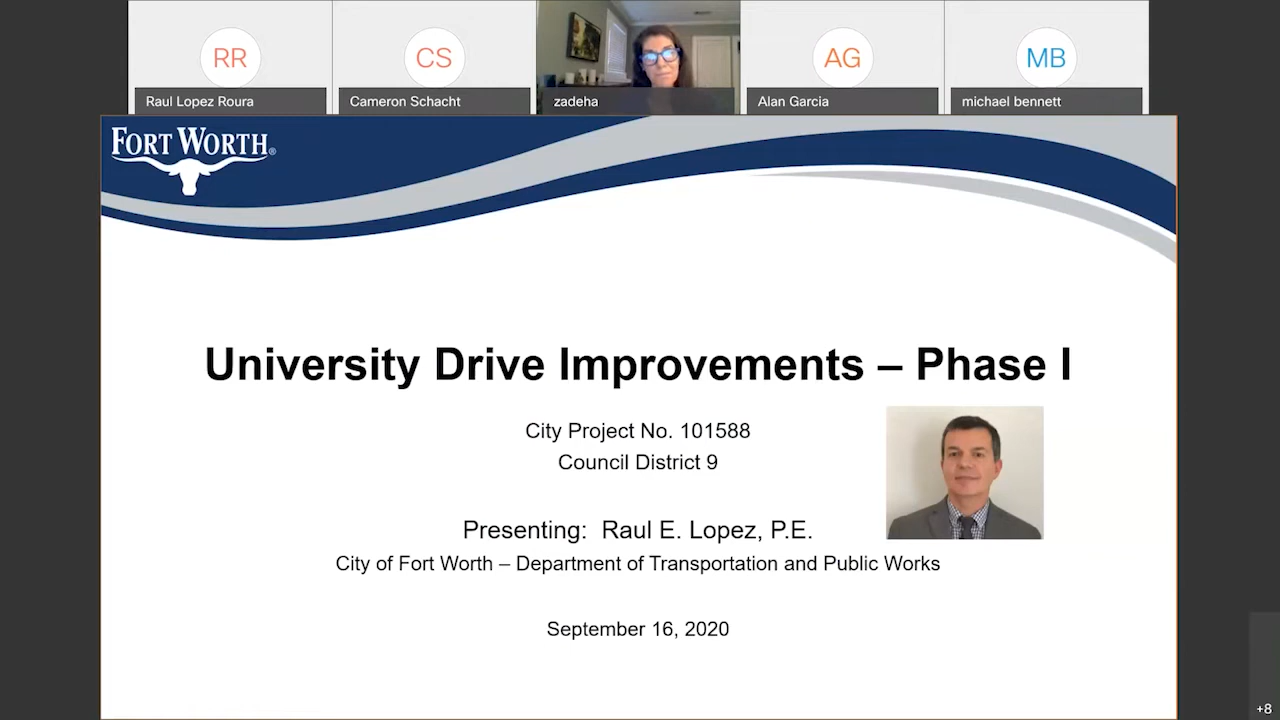 RR
CS
AG
MB
Raul Lopez Roura
Cameron Schacht
zadeha
Alan Garcia
michael bennett
FORT WORTH®
University Drive Improvements – Phase I
City Project No. 101588
Council District 9
Presenting: Raul E. Lopez, P.E.
City of Fort Worth – Department of Transportation and Public Works
September 16, 2020
+8